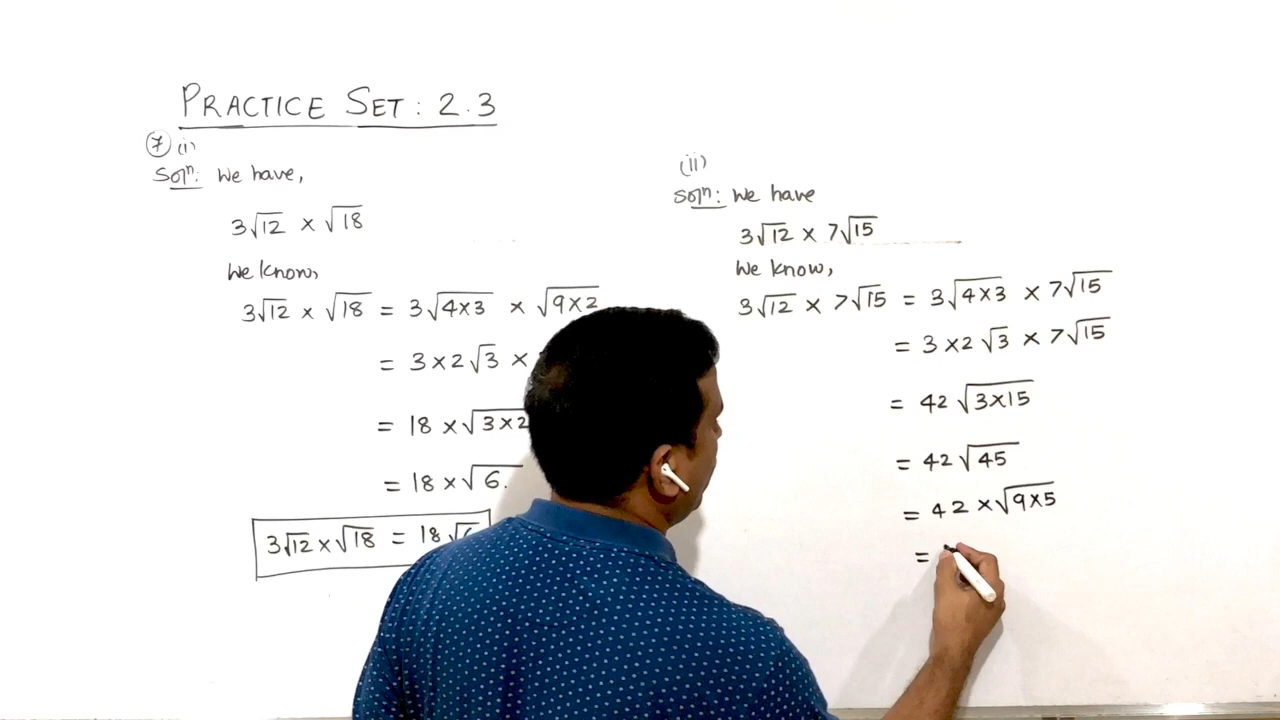 PRACTICE SET: 2.3
7 (i)
Solⁿ: We have,
3√12 × √18
We know,
3√12 × √18 = 3√4×3 × √9×2
= 3×2√3 ×
= 18 × √3×2
= 18 × √6.
3√12 × √18 = 18√6
(ii)
Solⁿ: We have
3√12 × 7√15
We know,
3√12 × 7√15 = 3√4×3 × 7√15
= 3×2√3 × 7√15
= 42√3×15
= 42√45
= 42×√9×5
=